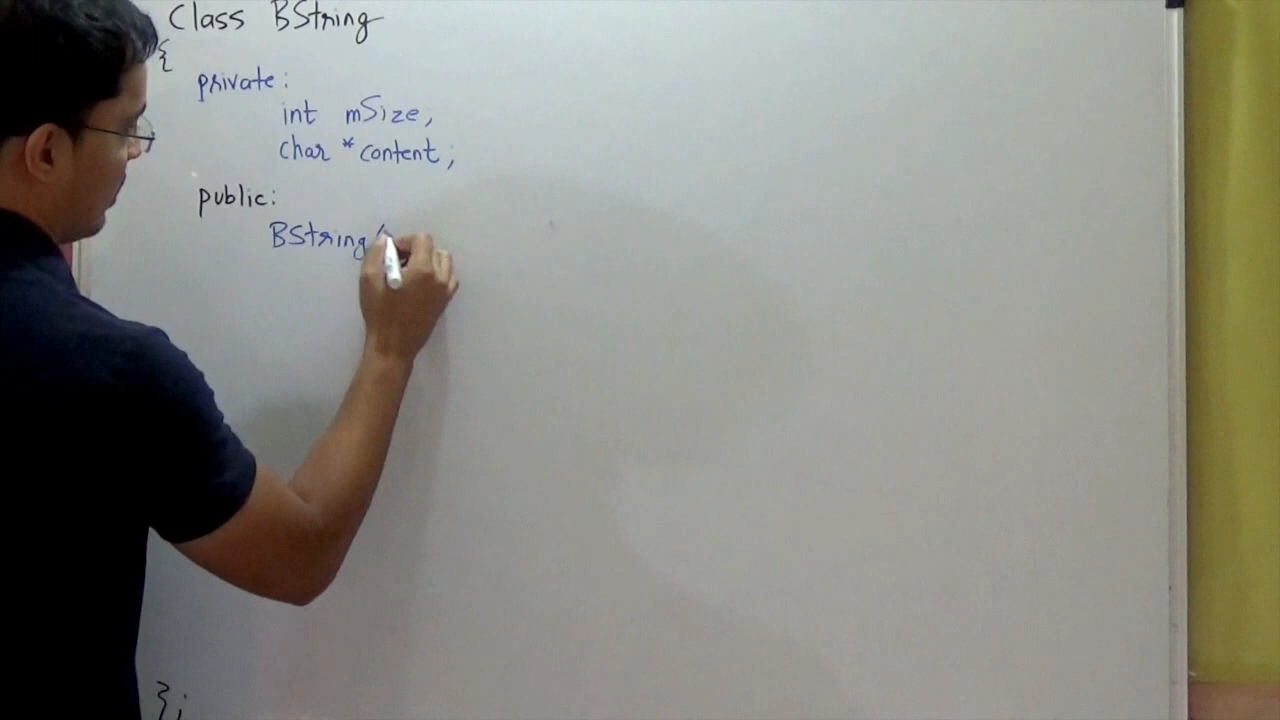 Class BString
{
private:
int mSize;
char *content;
public:
BString(
};